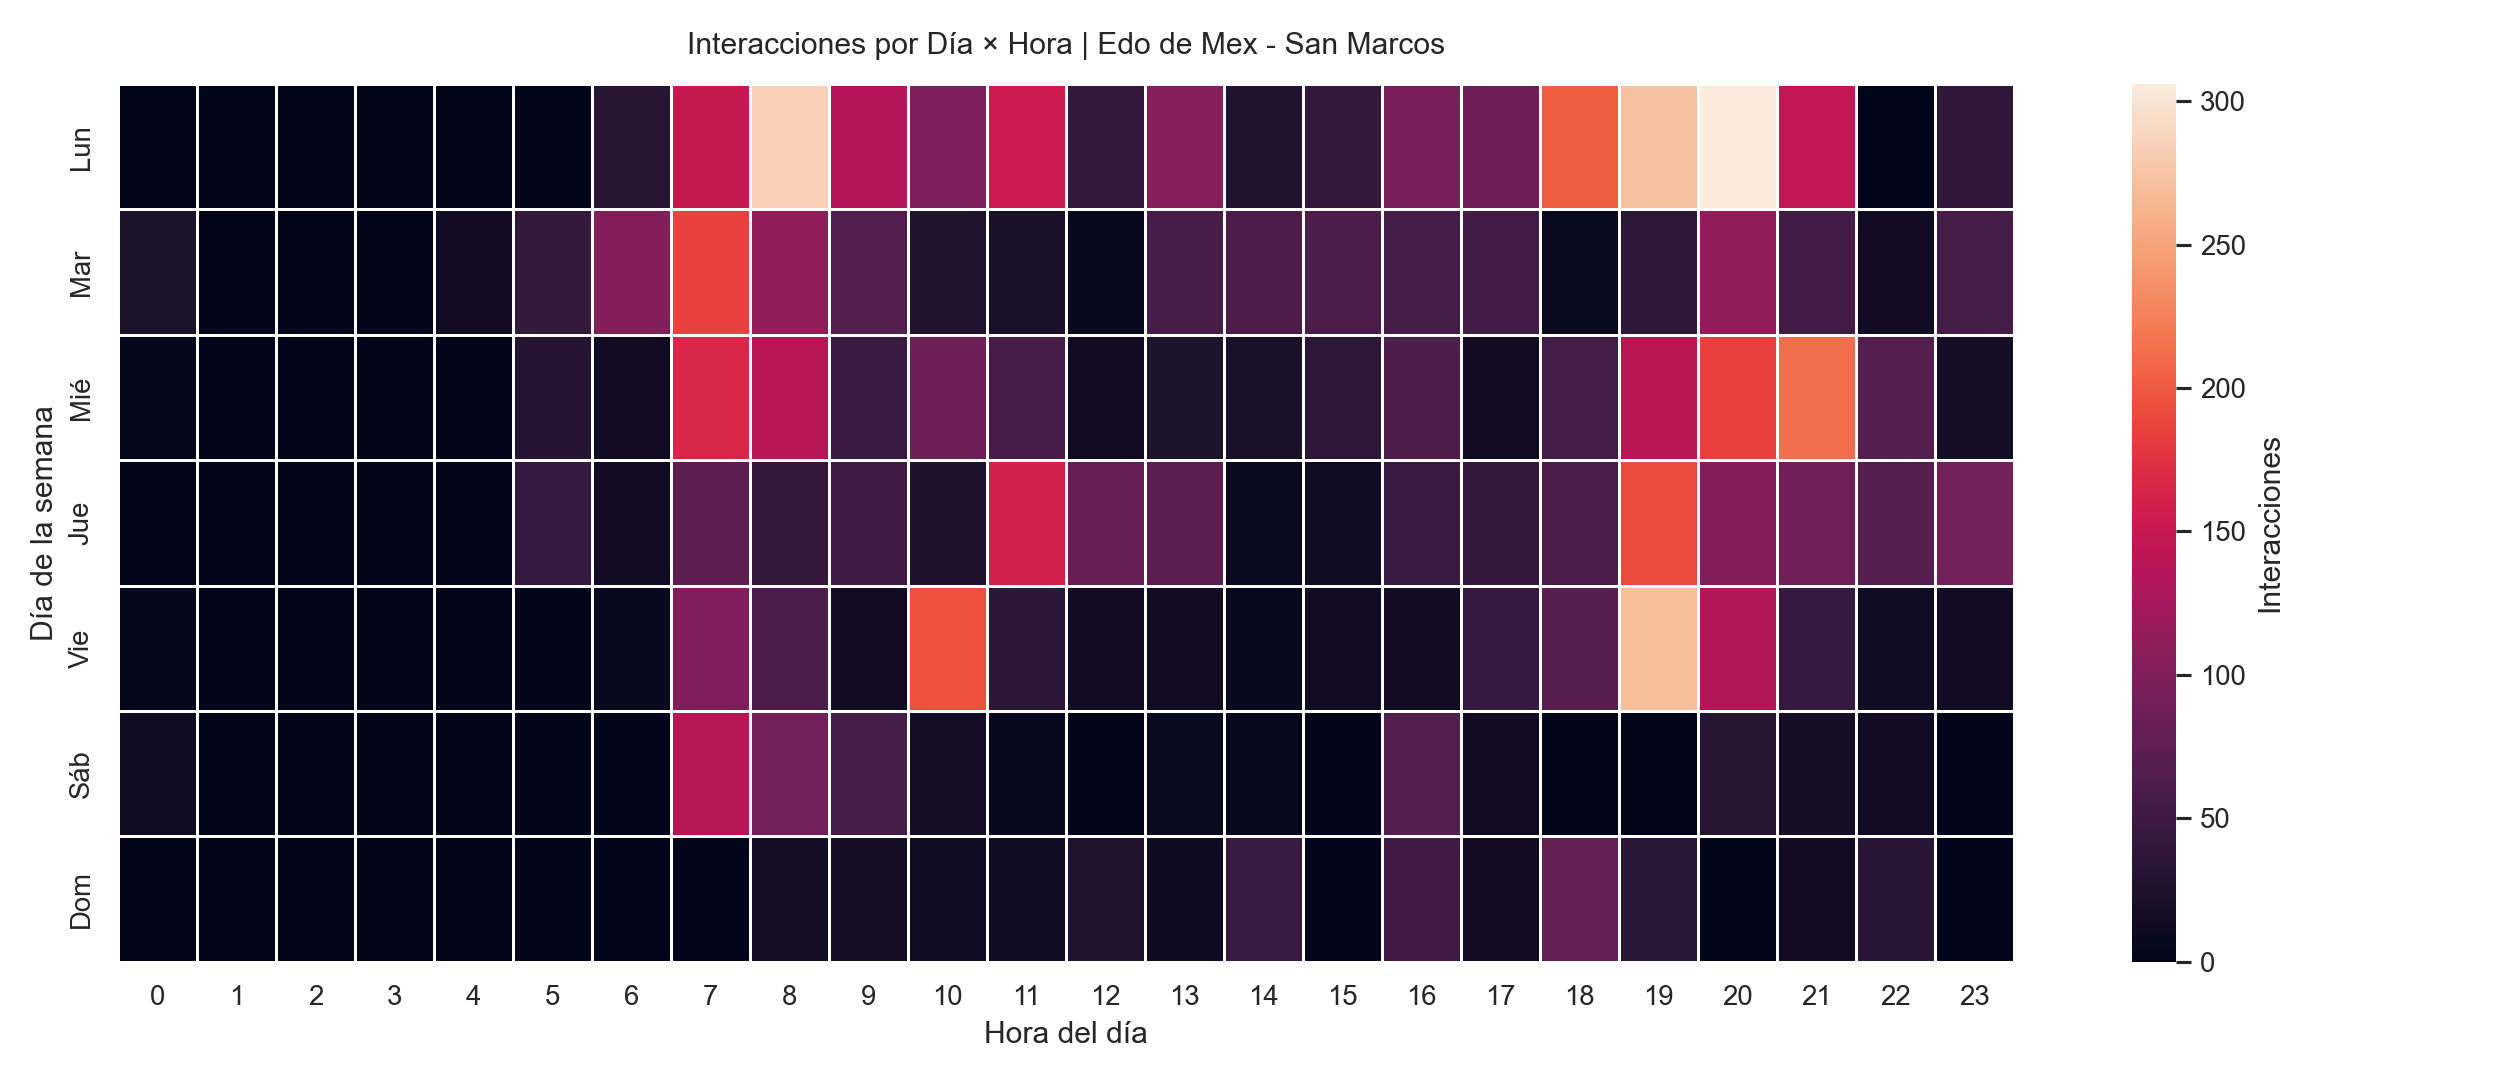 Interacciones por Día × Hora | Edo de Mex - San Marcos
Día de la semana
Lun
Mar
Mié
Jue
Vie
Sáb
Dom
0 1 2 3 4 5 6 7 8 9 10 11 12 13 14 15 16 17 18 19 20 21 22 23
Hora del día
300
250
200
150
100
50
0
Interacciones